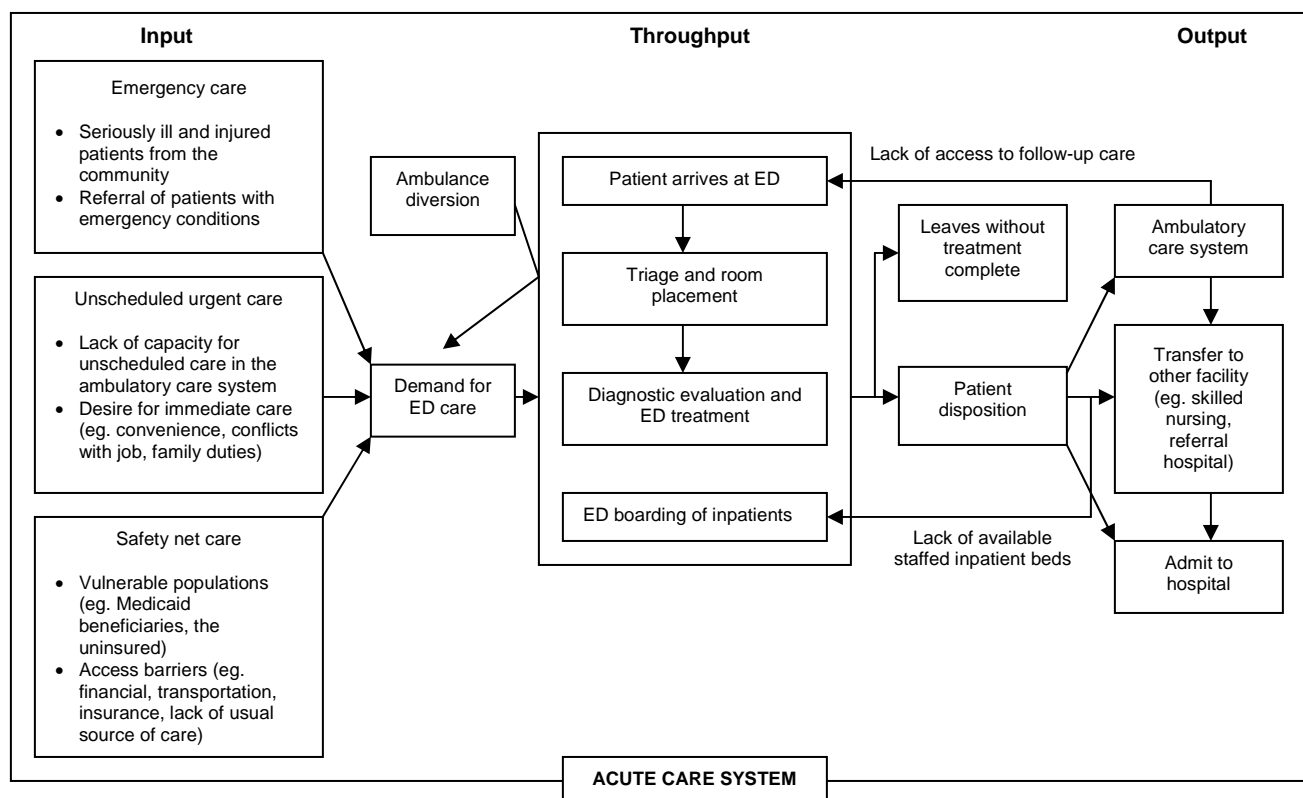 Input
Throughput
Output
Emergency care
• Seriously ill and injured
patients from the
community
• Referral of patients with
emergency conditions
Unscheduled urgent care
• Lack of capacity for
unscheduled care in the
ambulatory care system
• Desire for immediate care
(eg. convenience, conflicts
with job, family duties)
Safety net care
• Vulnerable populations
(eg. Medicaid
beneficiaries, the
uninsured)
• Access barriers (eg.
financial, transportation,
insurance, lack of usual
source of care)
Ambulance
diversion
Demand for
ED care
Patient arrives at ED
Triage and room
placement
Diagnostic evaluation and
ED treatment
ED boarding of inpatients
Lack of access to follow-up care
Leaves without
treatment
complete
Patient
disposition
Lack of available
staffed inpatient beds
Ambulatory
care system
Transfer to
other facility
(eg. skilled
nursing,
referral
hospital)
Admit to
hospital
ACUTE CARE SYSTEM